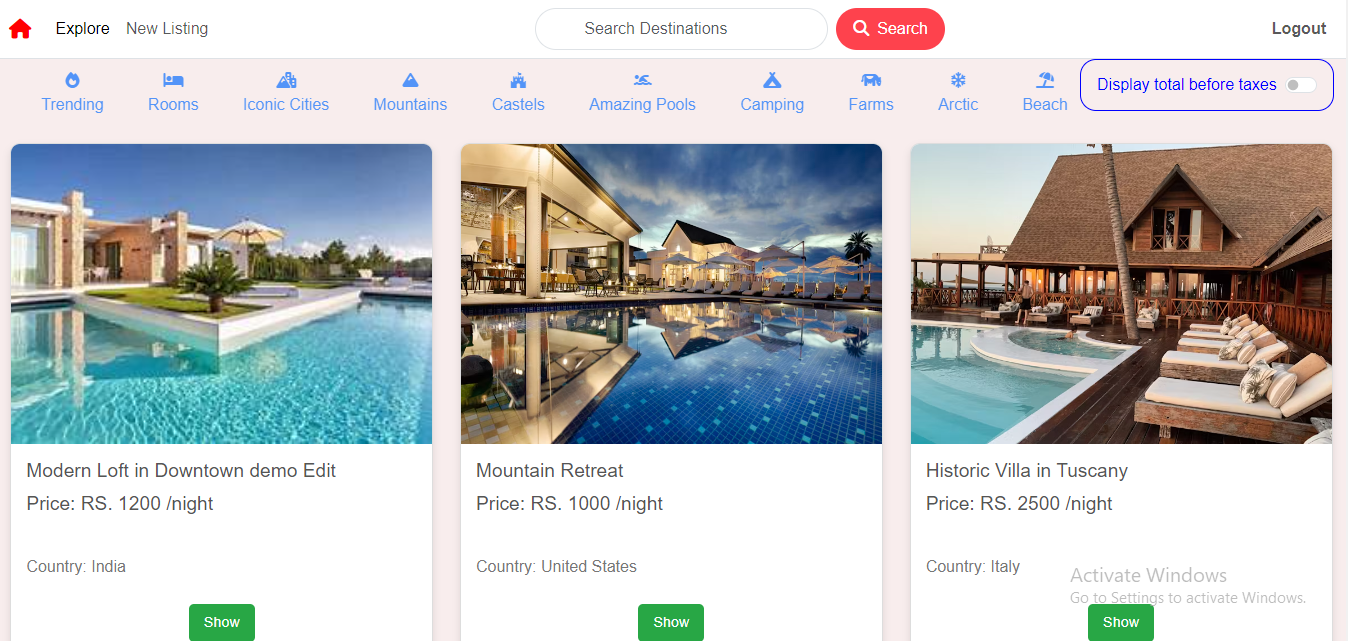 Explore New Listing Search Destinations Search Logout
Trending Rooms Iconic Cities Mountains Castels Amazing Pools Camping Farms Arctic Beach Display total before taxes
Modern Loft in Downtown demo Edit
Price: RS. 1200 /night
Country: India
Show
Mountain Retreat
Price: RS. 1000 /night
Country: United States
Show
Historic Villa in Tuscany
Price: RS. 2500 /night
Country: Italy
Show
Activate Windows
Go to Settings to activate Windows.